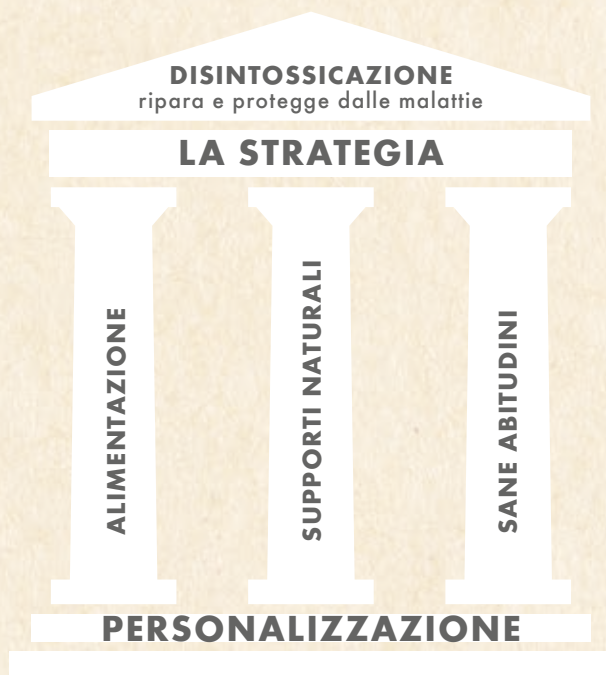 DISINTOSSICAZIONE
ripara e protegge dalle malattie
LA STRATEGIA
ALIMENTAZIONE
SUPPORTI NATURALI
SANE ABITUDINI
PERSONALIZZAZIONE